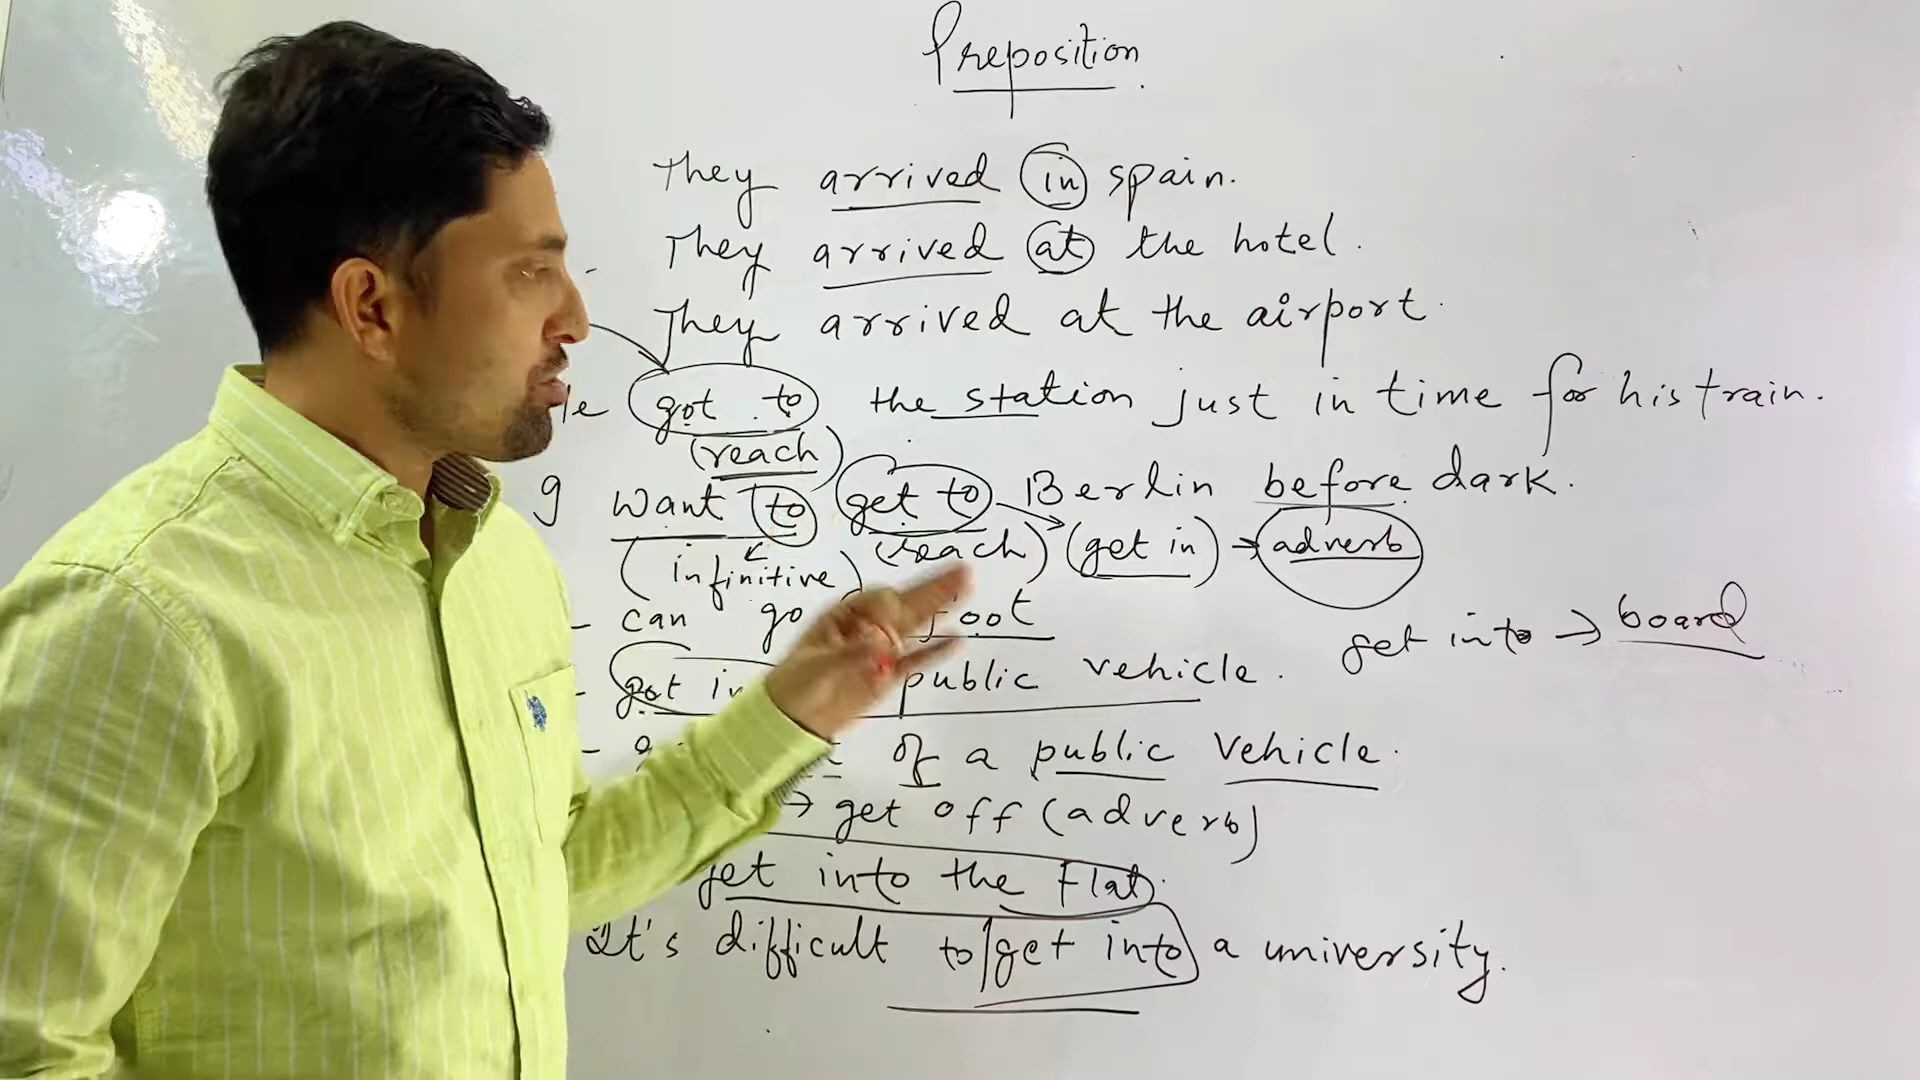 Preposition.
They arrived in spain.
They arrived at the hotel.
They arrived at the airport.
got to the station just in time for his train.
(reach)
I want to get to Berlin before dark.
(infinitive) (reach) (get in) → adverb
- can go foot
get into → board
- get in public vehicle.
- of a public vehicle.
→ get off (adverb)
get into the flat.
It's difficult to get into a university.